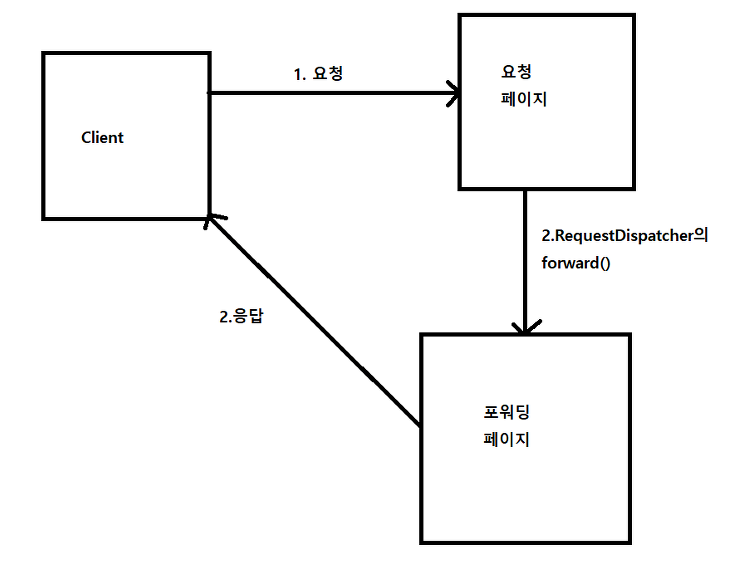 1. 요청
요청
페이지
Client
2.RequestDispatcher의
forward()
2.응답
포워딩
페이지